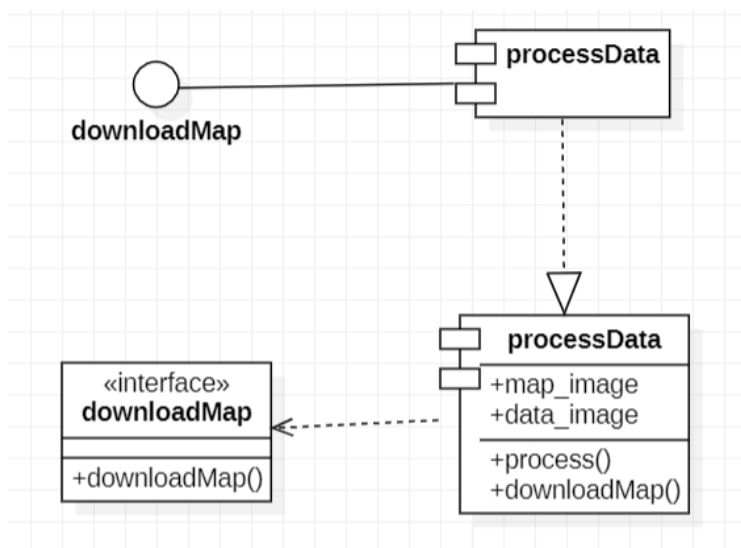 processData
downloadMap
processData
+map_image
+data_image
+process()
+downloadMap()
«interface»
downloadMap
+downloadMap()